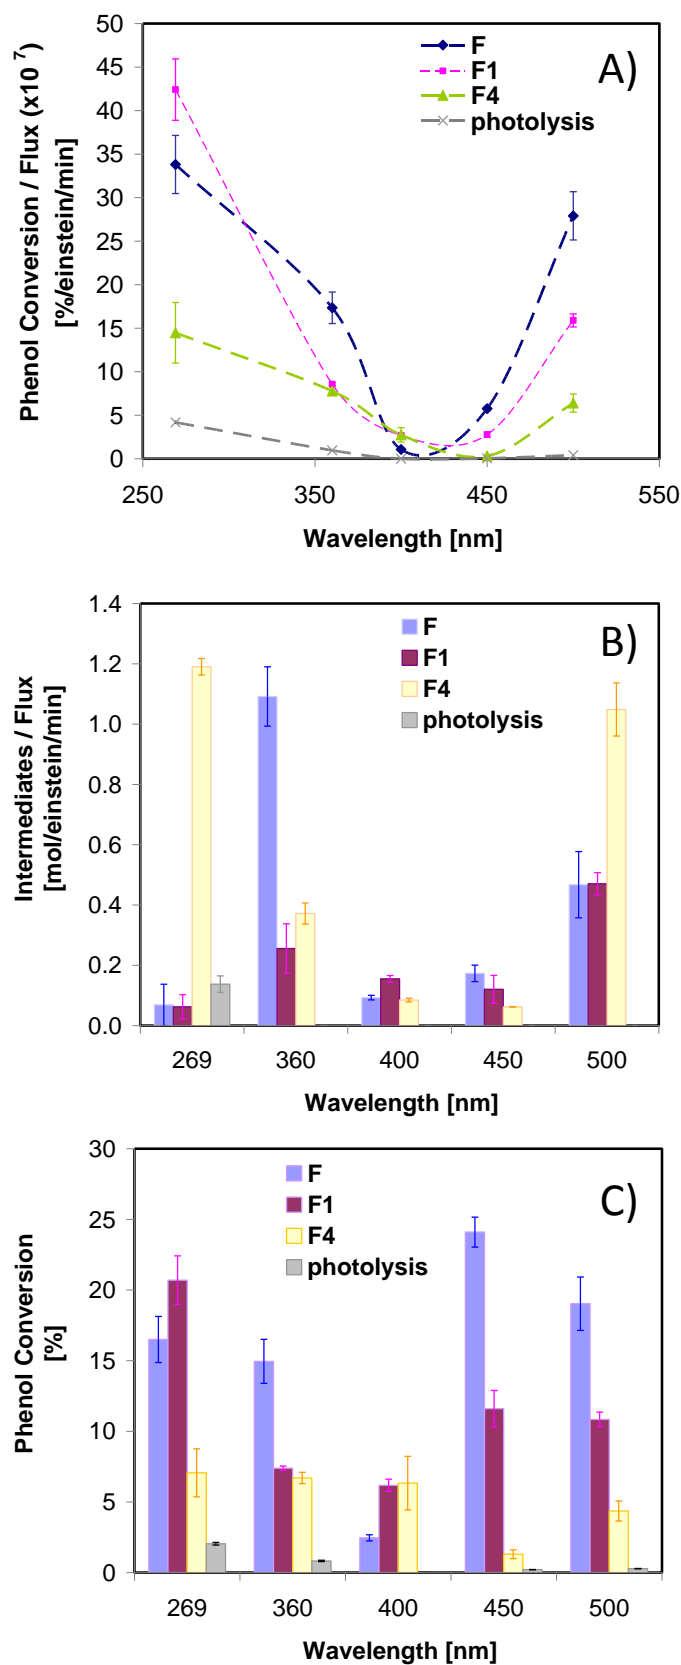 50
45
40
35
30
25
20
15
10
5
0
Phenol Conversion / Flux (x10 7)
[%/einstein/min]
F
F1
F4
photolysis
A)
250
350
450
550
Wavelength [nm]
1.4
1.2
1.0
0.8
0.6
0.4
0.2
0.0
Intermediates / Flux
[mol/einstein/min]
F
F1
F4
photolysis
B)
269
360
400
450
500
Wavelength [nm]
30
25
20
15
10
5
0
Phenol Conversion
[%]
F
F1
F4
photolysis
C)
269
360
400
450
500
Wavelength [nm]